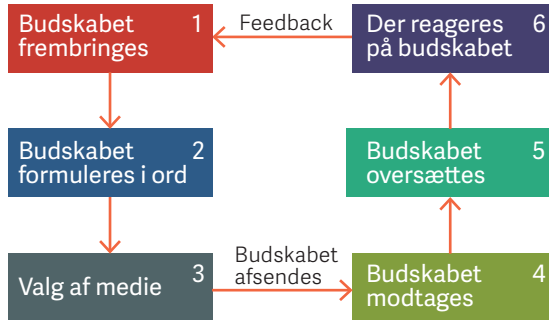 Budskabet 1
frembringes
Feedback
Der reageres 6
på budskabet
Budskabet 2
formuleres i ord
Budskabet 5
oversættes
Valg af medie 3
Budskabet
afsendes
Budskabet 4
modtages